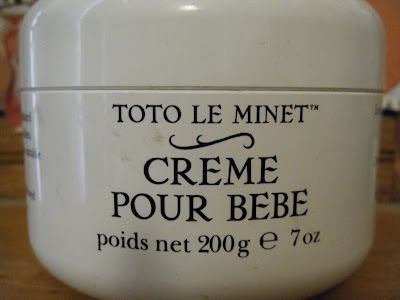 TOTO LE MINET™
CREME
POUR BEBE
poids net 200g ℮ 7oz